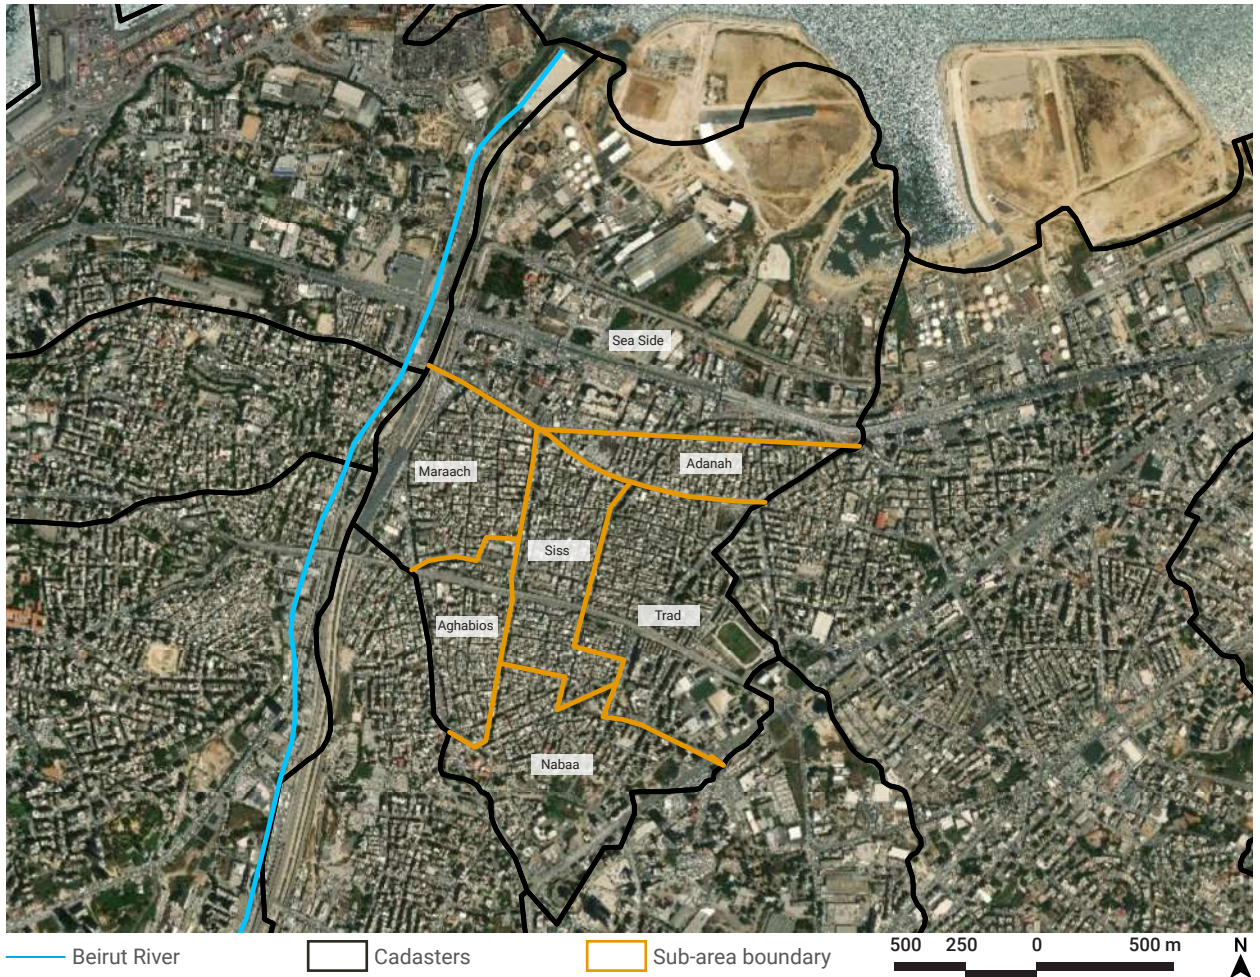 Sea Side
Maraach
Adanah
Siss
Trad
Aghabios
Nabaa
Beirut River
Cadasters
Sub-area boundary
500 250 0 500 m
N